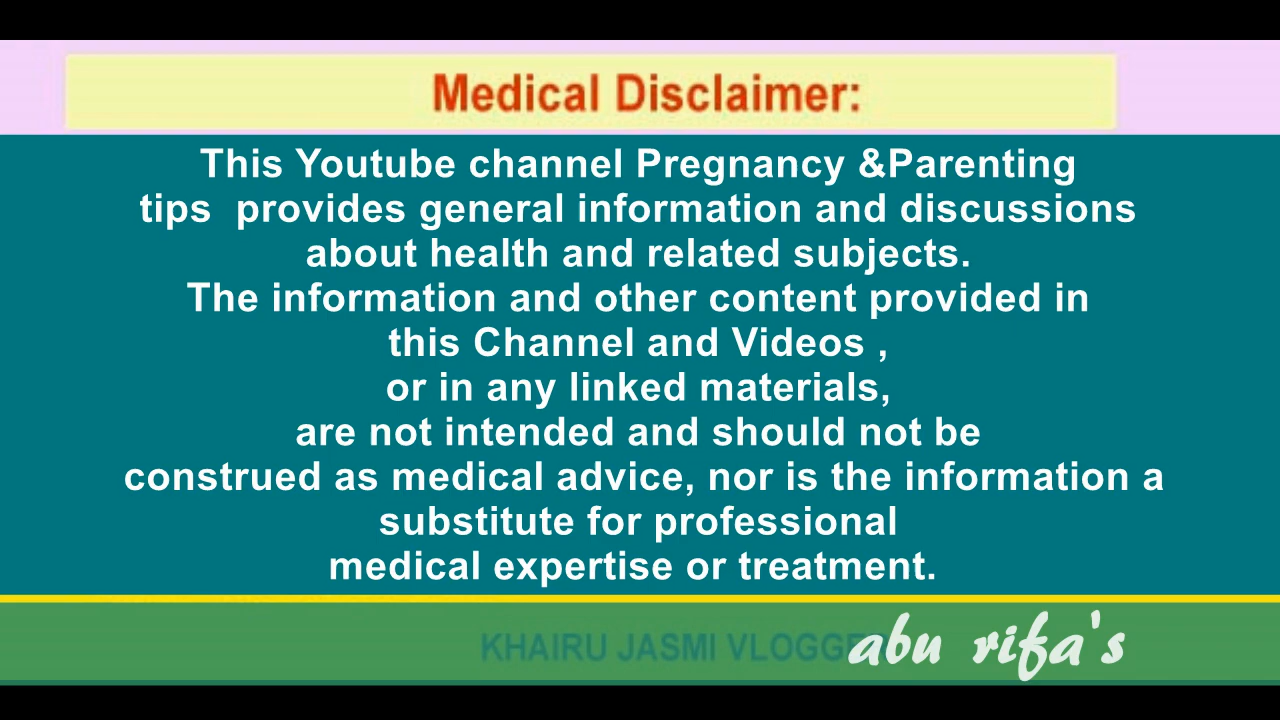 Medical Disclaimer:
This Youtube channel Pregnancy &Parenting
tips  provides general information and discussions
about health and related subjects.
The information and other content provided in
this Channel and Videos ,
or in any linked materials,
are not intended and should not be
construed as medical advice, nor is the information a
substitute for professional
medical expertise or treatment.
KHAIRU JASMI
abu rifa's